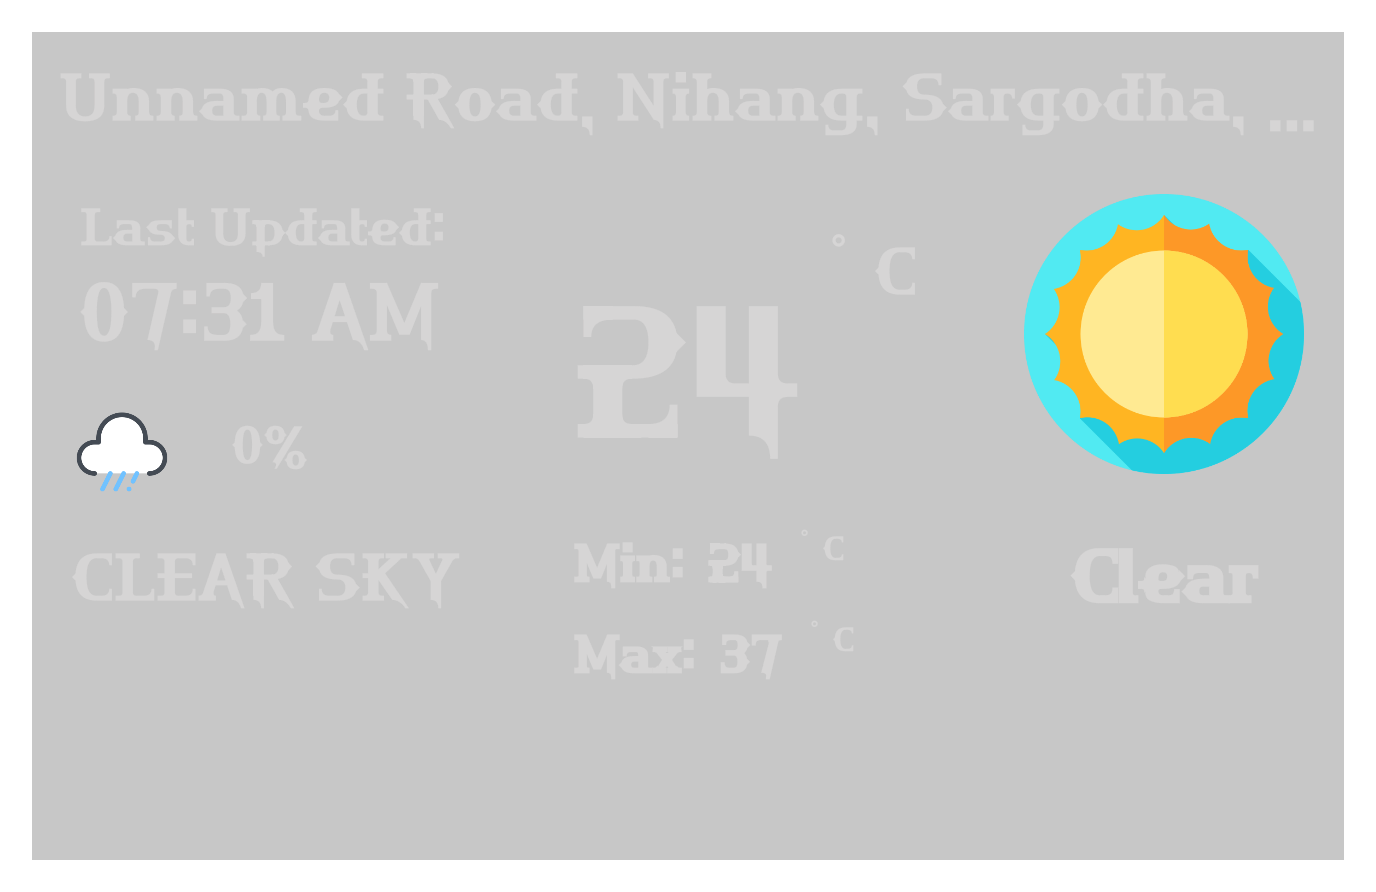 Unnamed Road, Nihang, Sargodha, ...
Last Updated:
07:31 AM
24 °C
0%
CLEAR SKY
Min: 24 °C
Clear
Max: 37 °C